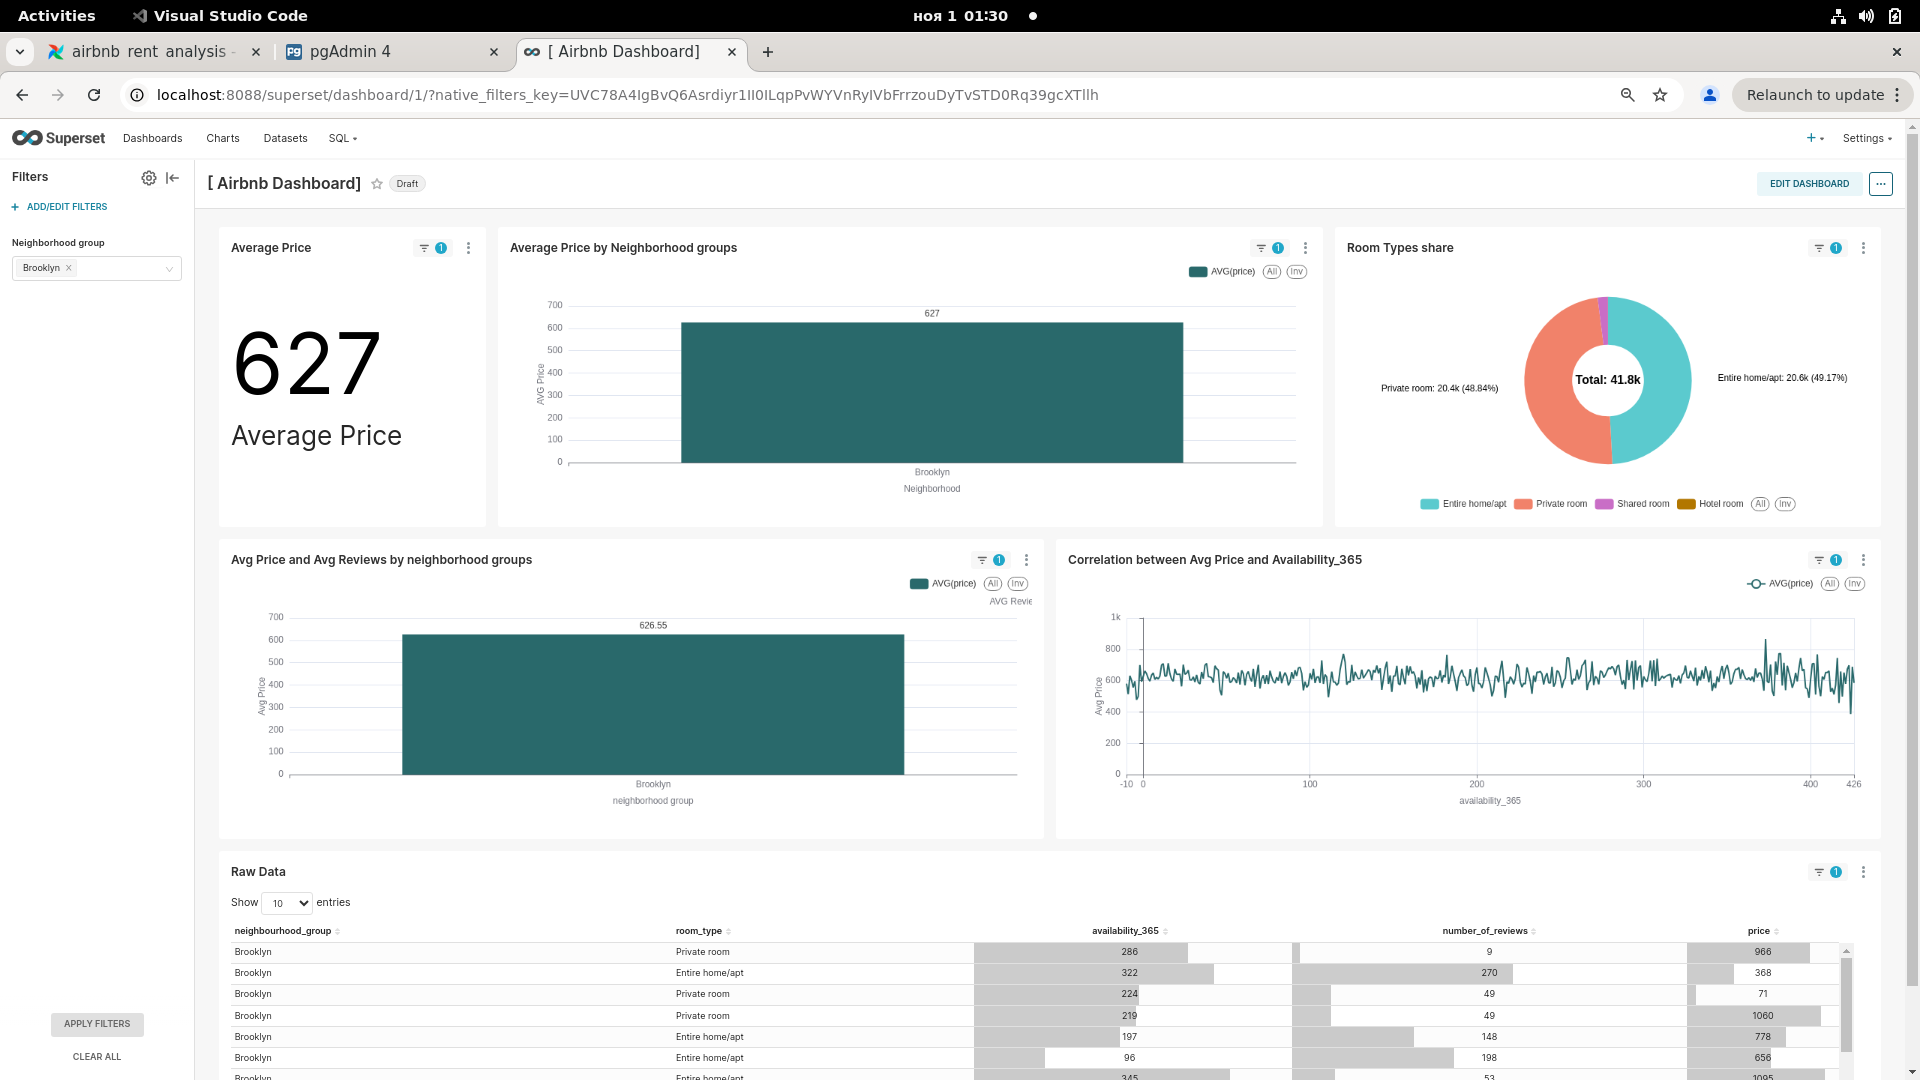 Activities
Visual Studio Code
ноя 1 01:30
airbnb_rent_analysis -
pgAdmin 4
[ Airbnb Dashboard]
localhost:8088/superset/dashboard/1/?native_filters_key=
Relaunch to update
Superset
Dashboards
Charts
Datasets
SQL
Settings
Filters
ADD/EDIT FILTERS
Neighborhood group
Brooklyn
APPLY FILTERS
CLEAR ALL
[ Airbnb Dashboard]
Draft
EDIT DASHBOARD
Average Price
1
627
Average Price
Average Price by Neighborhood groups
1
AVG(price) All Inv
700
600
500
400
300
200
100
0
AVG Price
627
Brooklyn
Neighborhood
Room Types share
1
Private room: 20.4k (48.84%)
Total: 41.8k
Entire home/apt: 20.6k (49.17%)
Entire home/apt Private room Shared room Hotel room All Inv
Avg Price and Avg Reviews by neighborhood groups
1
AVG(price) All Inv
AVG Revie
700
600
500
400
300
200
100
0
Avg Price
626.55
Brooklyn
neighborhood group
Correlation between Avg Price and Availability_365
1
AVG(price) All Inv
1k
800
600
400
200
0
Avg Price
-10 0 100 200 300 400 426
availability_365
Raw Data
1
Show 10 entries
neighbourhood_group room_type availability_365 number_of_reviews price
Brooklyn Private room 286 9 966
Brooklyn Entire home/apt 322 270 368
Brooklyn Private room 224 49 71
Brooklyn Private room 219 49 1060
Brooklyn Entire home/apt 197 148 778
Brooklyn Entire home/apt 96 198 656
Brooklyn Entire home/apt 345 53 1095